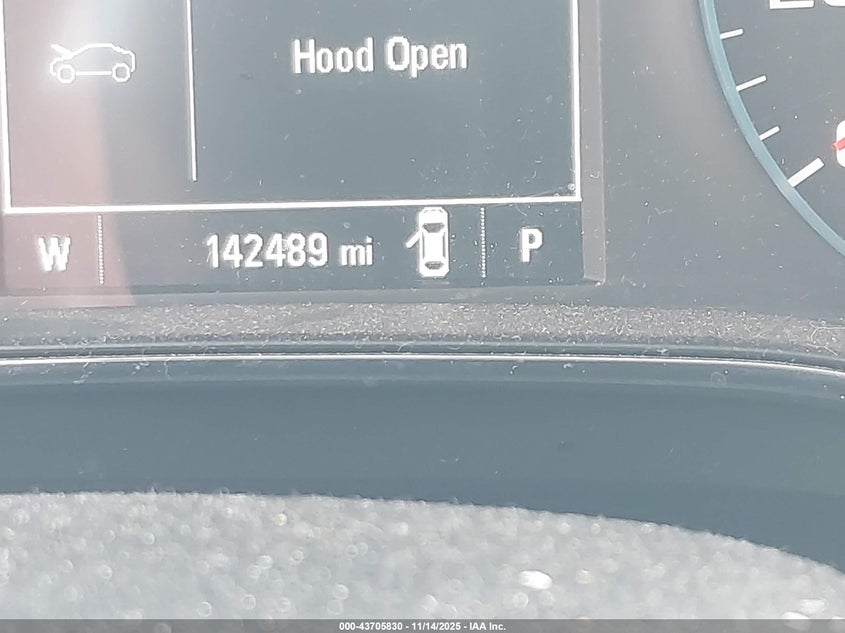 Hood Open
W 142489 mi P
000-43705830 - 11/14/2025 - IAA Inc.